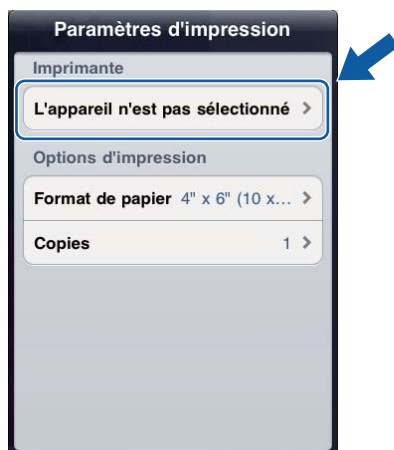 Paramètres d'impression
Imprimante
L'appareil n'est pas sélectionné
Options d'impression
Format de papier 4" x 6" (10 x...
Copies 1